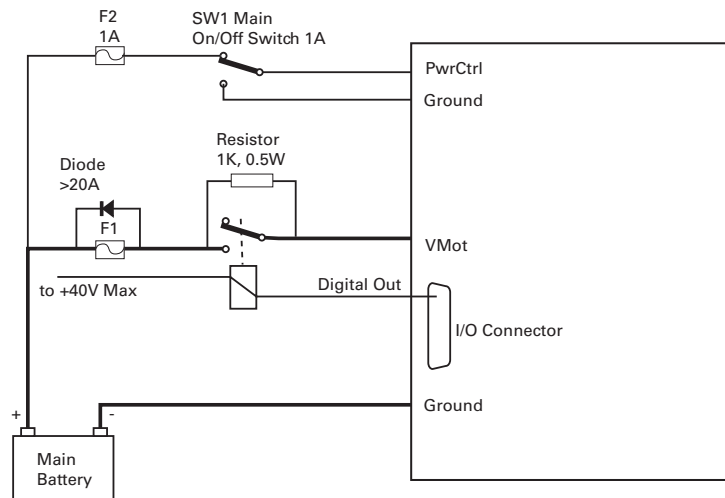 F2
1A
SW1 Main
On/Off Switch 1A
PwrCtrl
Ground
Resistor
1K, 0.5W
Diode
>20A
F1
VMot
to +40V Max
Digital Out
I/O Connector
Ground
+
-
Main
Battery